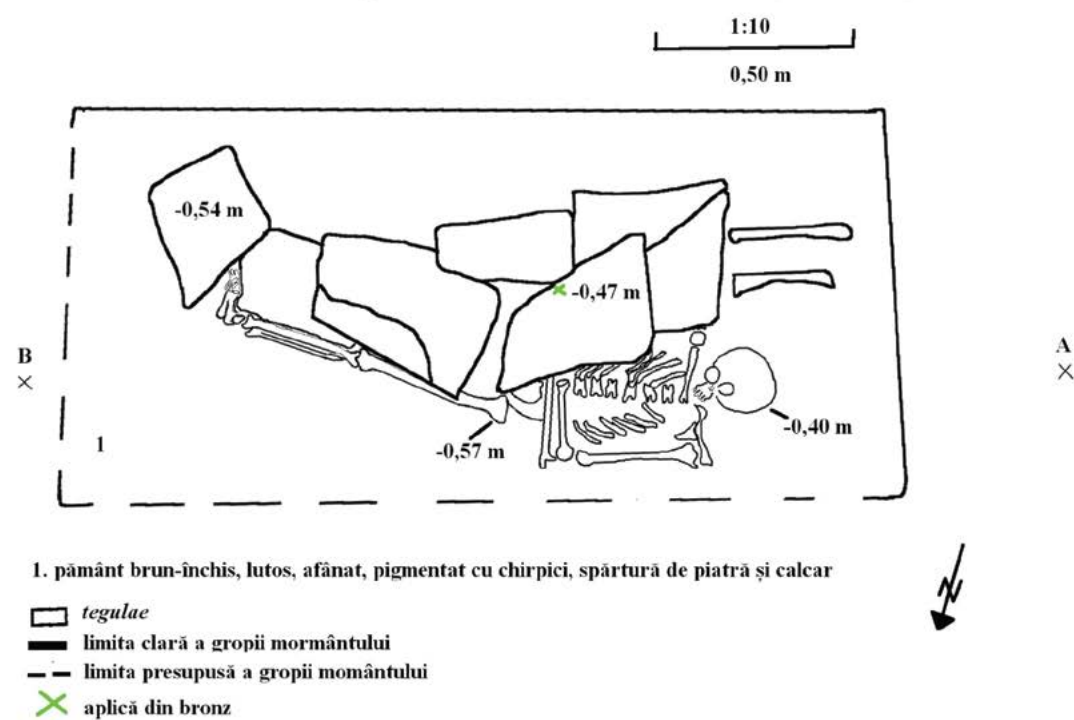 1:10
0,50 m
-0,54 m
-0,47 m
B
A
-0,40 m
-0,57 m
1
1. pământ brun-închis, lutos, afânat, pigmentat cu chirpici, spărtură de piatră și calcar
N
tegulae
limita clară a gropii mormântului
limita presupusă a gropii momântului
aplică din bronz